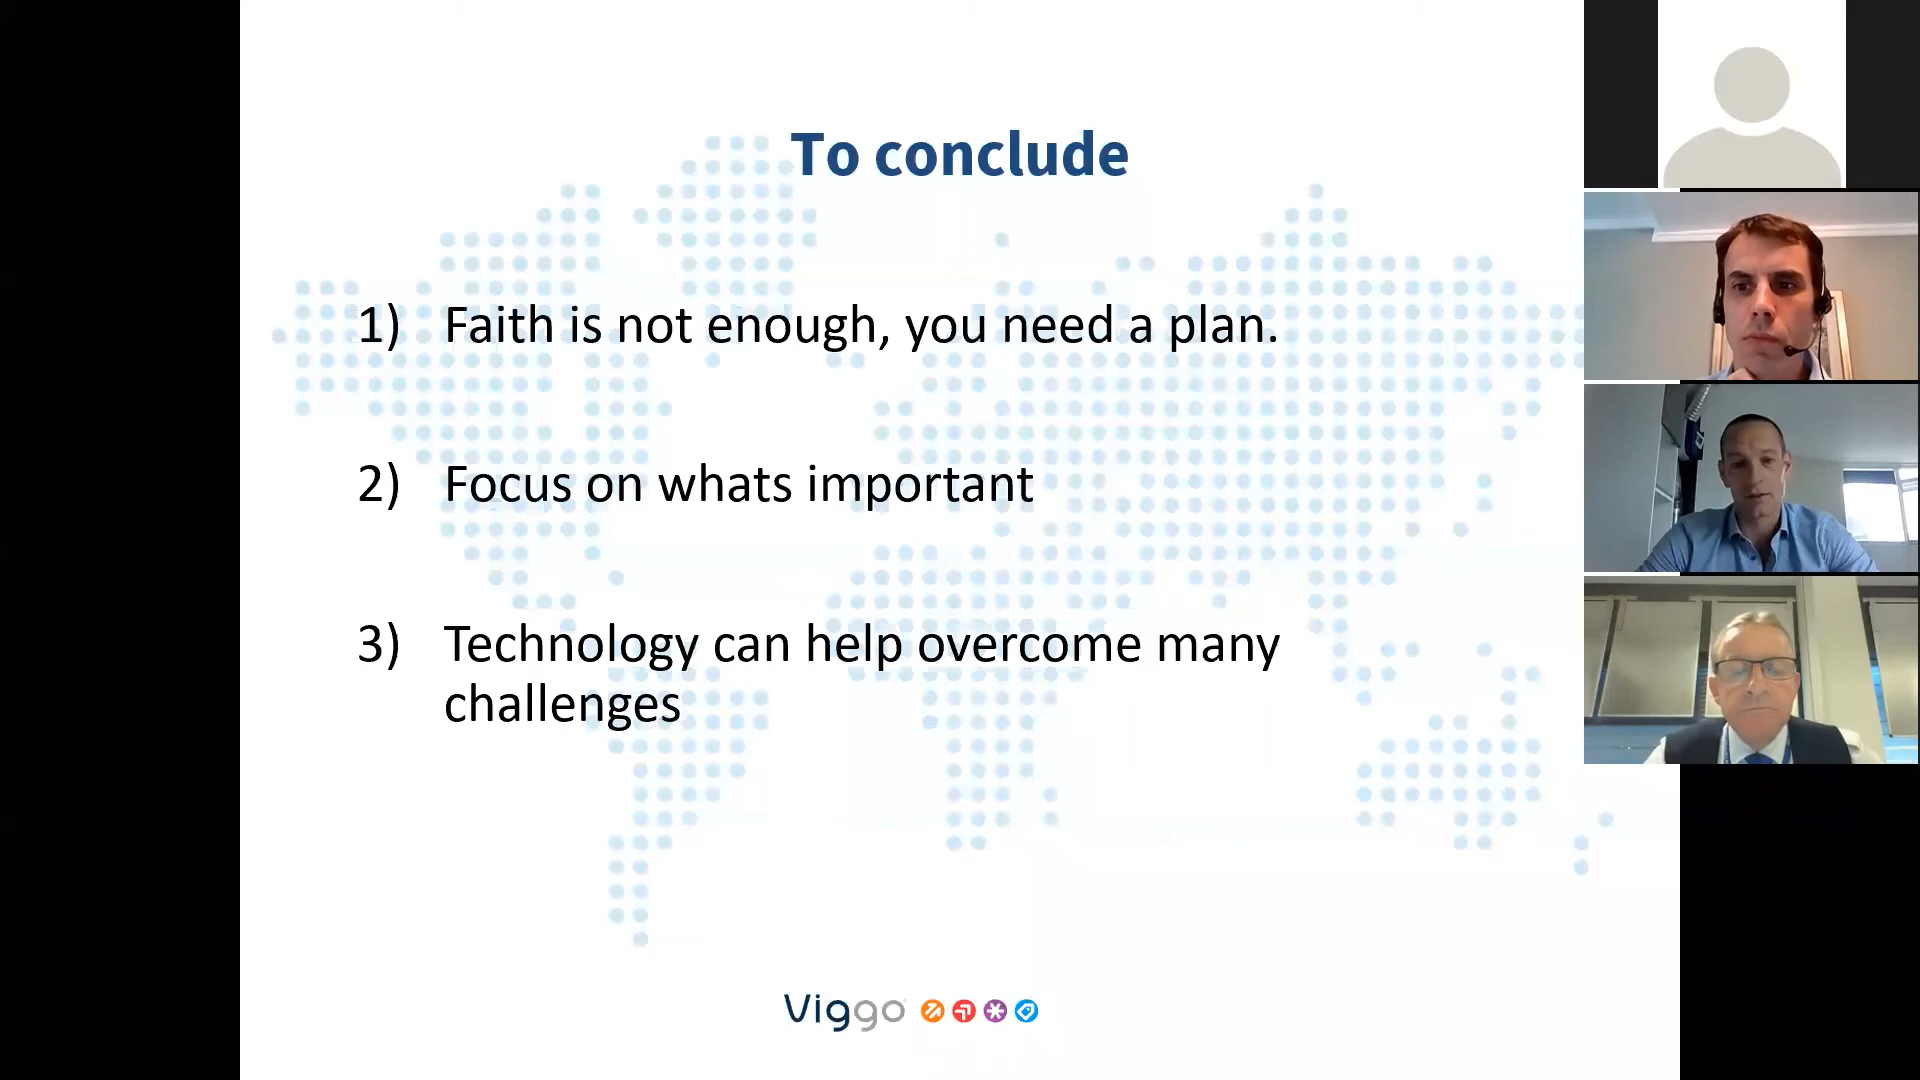 To conclude
1) Faith is not enough, you need a plan.
2) Focus on whats important
3) Technology can help overcome many
challenges
Viggo